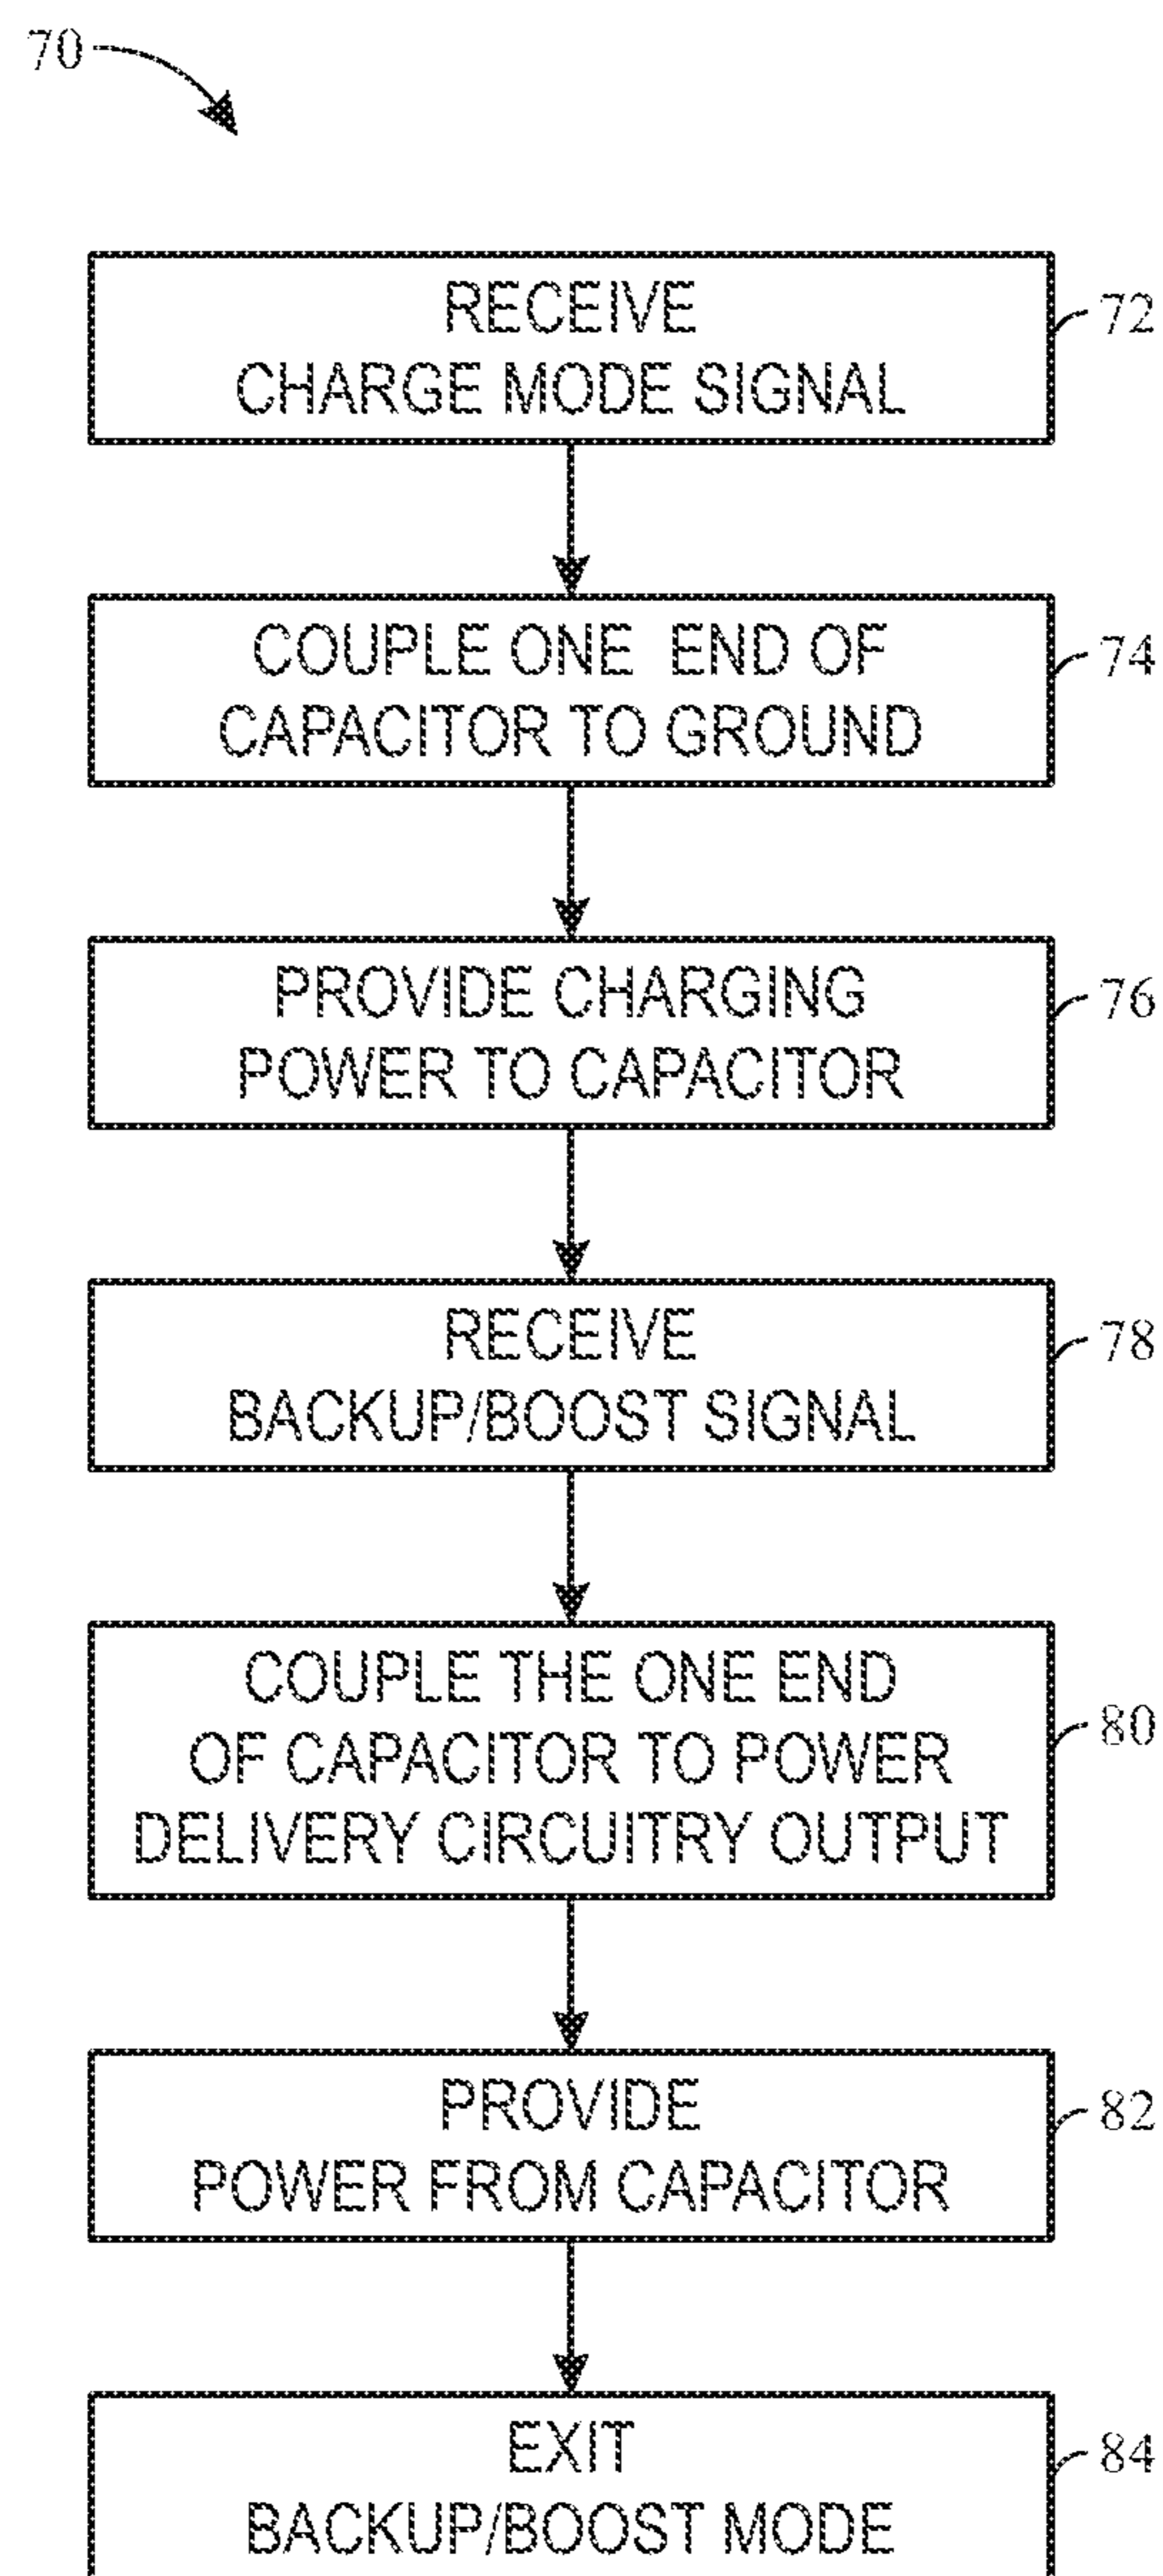 70
RECEIVE
CHARGE MODE SIGNAL
72
COUPLE ONE END OF
CAPACITOR TO GROUND
74
PROVIDE CHARGING
POWER TO CAPACITOR
76
RECEIVE
BACKUP/BOOST SIGNAL
78
COUPLE THE ONE END
OF CAPACITOR TO POWER
DELIVERY CIRCUITRY OUTPUT
80
PROVIDE
POWER FROM CAPACITOR
82
EXIT
BACKUP/BOOST MODE
84